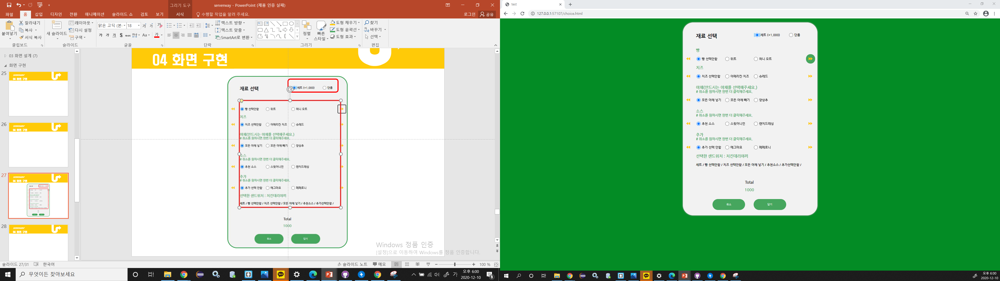 그리기 도구
serverway - PowerPoint (제품 인증 실패)
파일 홈 삽입 디자인 전환 애니메이션 슬라이드 쇼 검토 보기 서식 수행할 작업을 알려 주세요. 로그인 공유
붙여넣기
잘라내기
복사
서식 복사
클립보드
새 슬라이드
레이아웃
다시 설정
구역
슬라이드
맑은 고딕 (본· 18
글꼴
텍스트 방향
텍스트 맞춤
SmartArt로 변환
단락
정렬
빠른
스타일
도형 채우기
도형 윤곽선
도형 효과
그리기
찾기
바꾸기
선택
편집
03 화면 설계 (7)
화면 구현
25
04 화면 구현
26
04 화면 구현
27
04 화면 구현
28
04 화면 구현
04 화면 구현
재료 선택
세트 (+1,000) 단품
빵 선택안함 위트 허니 오트
치즈
치즈 선택안함 아메리칸 치즈 슈레드
야채(안드시는 야채를 선택해주세요.)
# 취소를 원하시면 한번 더 클릭해주세요.
모든 야채 넣기 모든 야채 빼기 양상추
소스
# 취소를 원하시면 한번 더 클릭해주세요.
추천 소스 스윗어니언 랜치드레싱
추가
# 취소를 원하시면 한번 더 클릭해주세요.
추가 선택 안함 에그마요 페페로니
선택한 샌드위치 : 치킨데리야끼
세트 / 빵 선택안함 / 치즈 선택안함 / 모든 야채 넣기 / 추천소스 / 추가선택안함 /
Total
1000
취소 담기
Windows 정품 인증
[설정]으로 이동하여 Windows를 정품 인증합니다.
슬라이드 27/31 한국어 슬라이드 노트 메모 100 %
무엇이든 찾아보세요
가
오후 6:00
2020-12-10
8
test
127.0.0.1:57107/choice.html
재료 선택
세트 (+1,000) 단품
빵
빵 선택안함 위트 허니 오트
치즈
치즈 선택안함 아메리칸 치즈 슈레드
야채(안드시는 야채를 선택해주세요.)
# 취소를 원하시면 한번 더 클릭해주세요.
모든 야채 넣기 모든 야채 빼기 양상추
소스
# 취소를 원하시면 한번 더 클릭해주세요.
추천 소스 스윗어니언 랜치드레싱
추가
# 취소를 원하시면 한번 더 클릭해주세요.
추가 선택 안함 에그마요 페페로니
선택한 샌드위치 : 치킨데리야끼
세트 / 빵 선택안함 / 치즈 선택안함 / 모든 야채 넣기 / 추천소스 / 추가선택안함 /
Total
1000
취소 담기
오후 6:00
2020-12-10